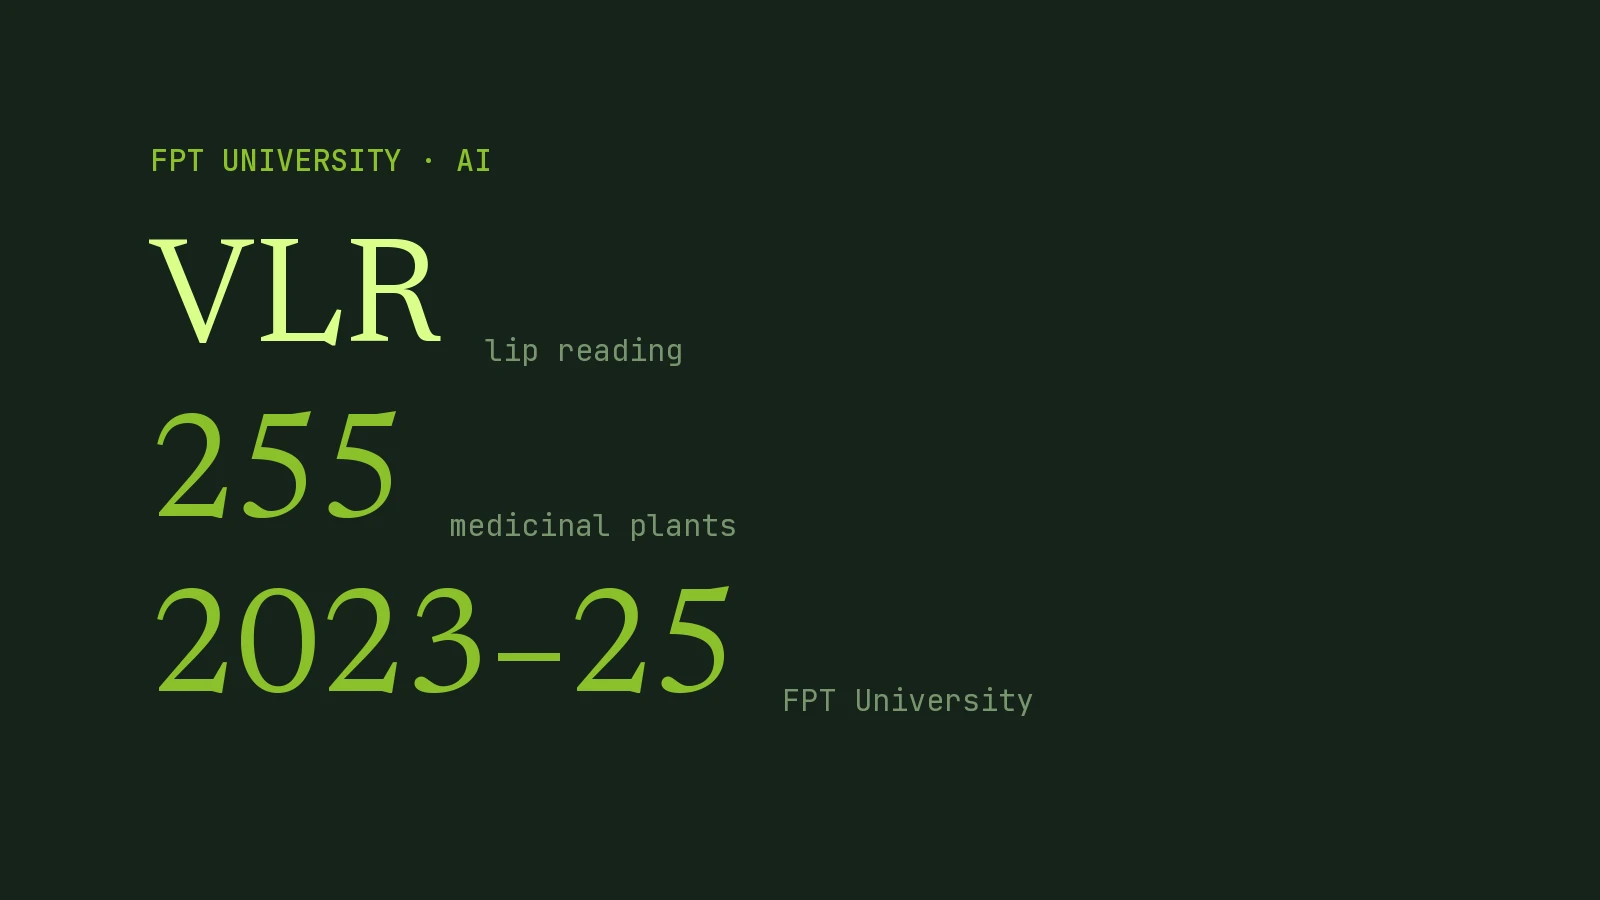 FPT UNIVERSITY · AI
VLR lip reading
255 medicinal plants
2023–25 FPT University